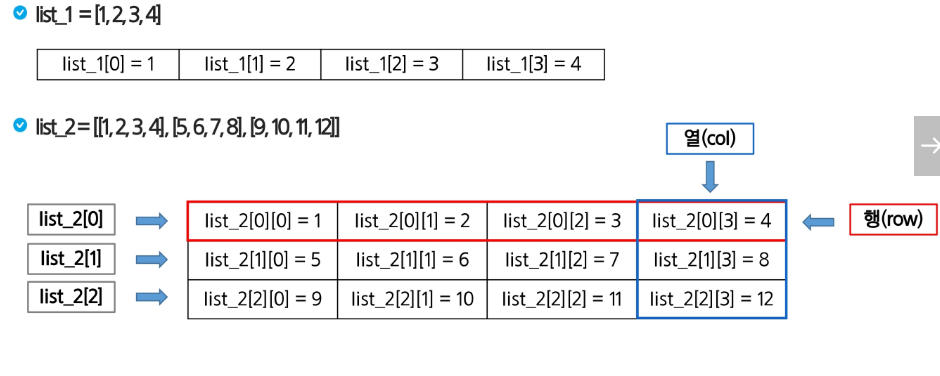 list_1 = [1, 2, 3, 4]
list_1[0] = 1 list_1[1] = 2 list_1[2] = 3 list_1[3] = 4
list_2 = [[1, 2, 3, 4], [5, 6, 7, 8], [9, 10, 11, 12]]
열(col)
list_2[0] list_2[0][0] = 1 list_2[0][1] = 2 list_2[0][2] = 3 list_2[0][3] = 4 행(row)
list_2[1] list_2[1][0] = 5 list_2[1][1] = 6 list_2[1][2] = 7 list_2[1][3] = 8
list_2[2] list_2[2][0] = 9 list_2[2][1] = 10 list_2[2][2] = 11 list_2[2][3] = 12